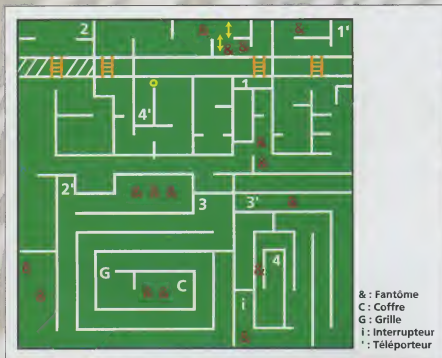 2
1'
1
4'
2'
3
3'
G
C
4
i
& : Fantôme
C : Coffre
G : Grille
i : Interrupteur
' : Téléporteur